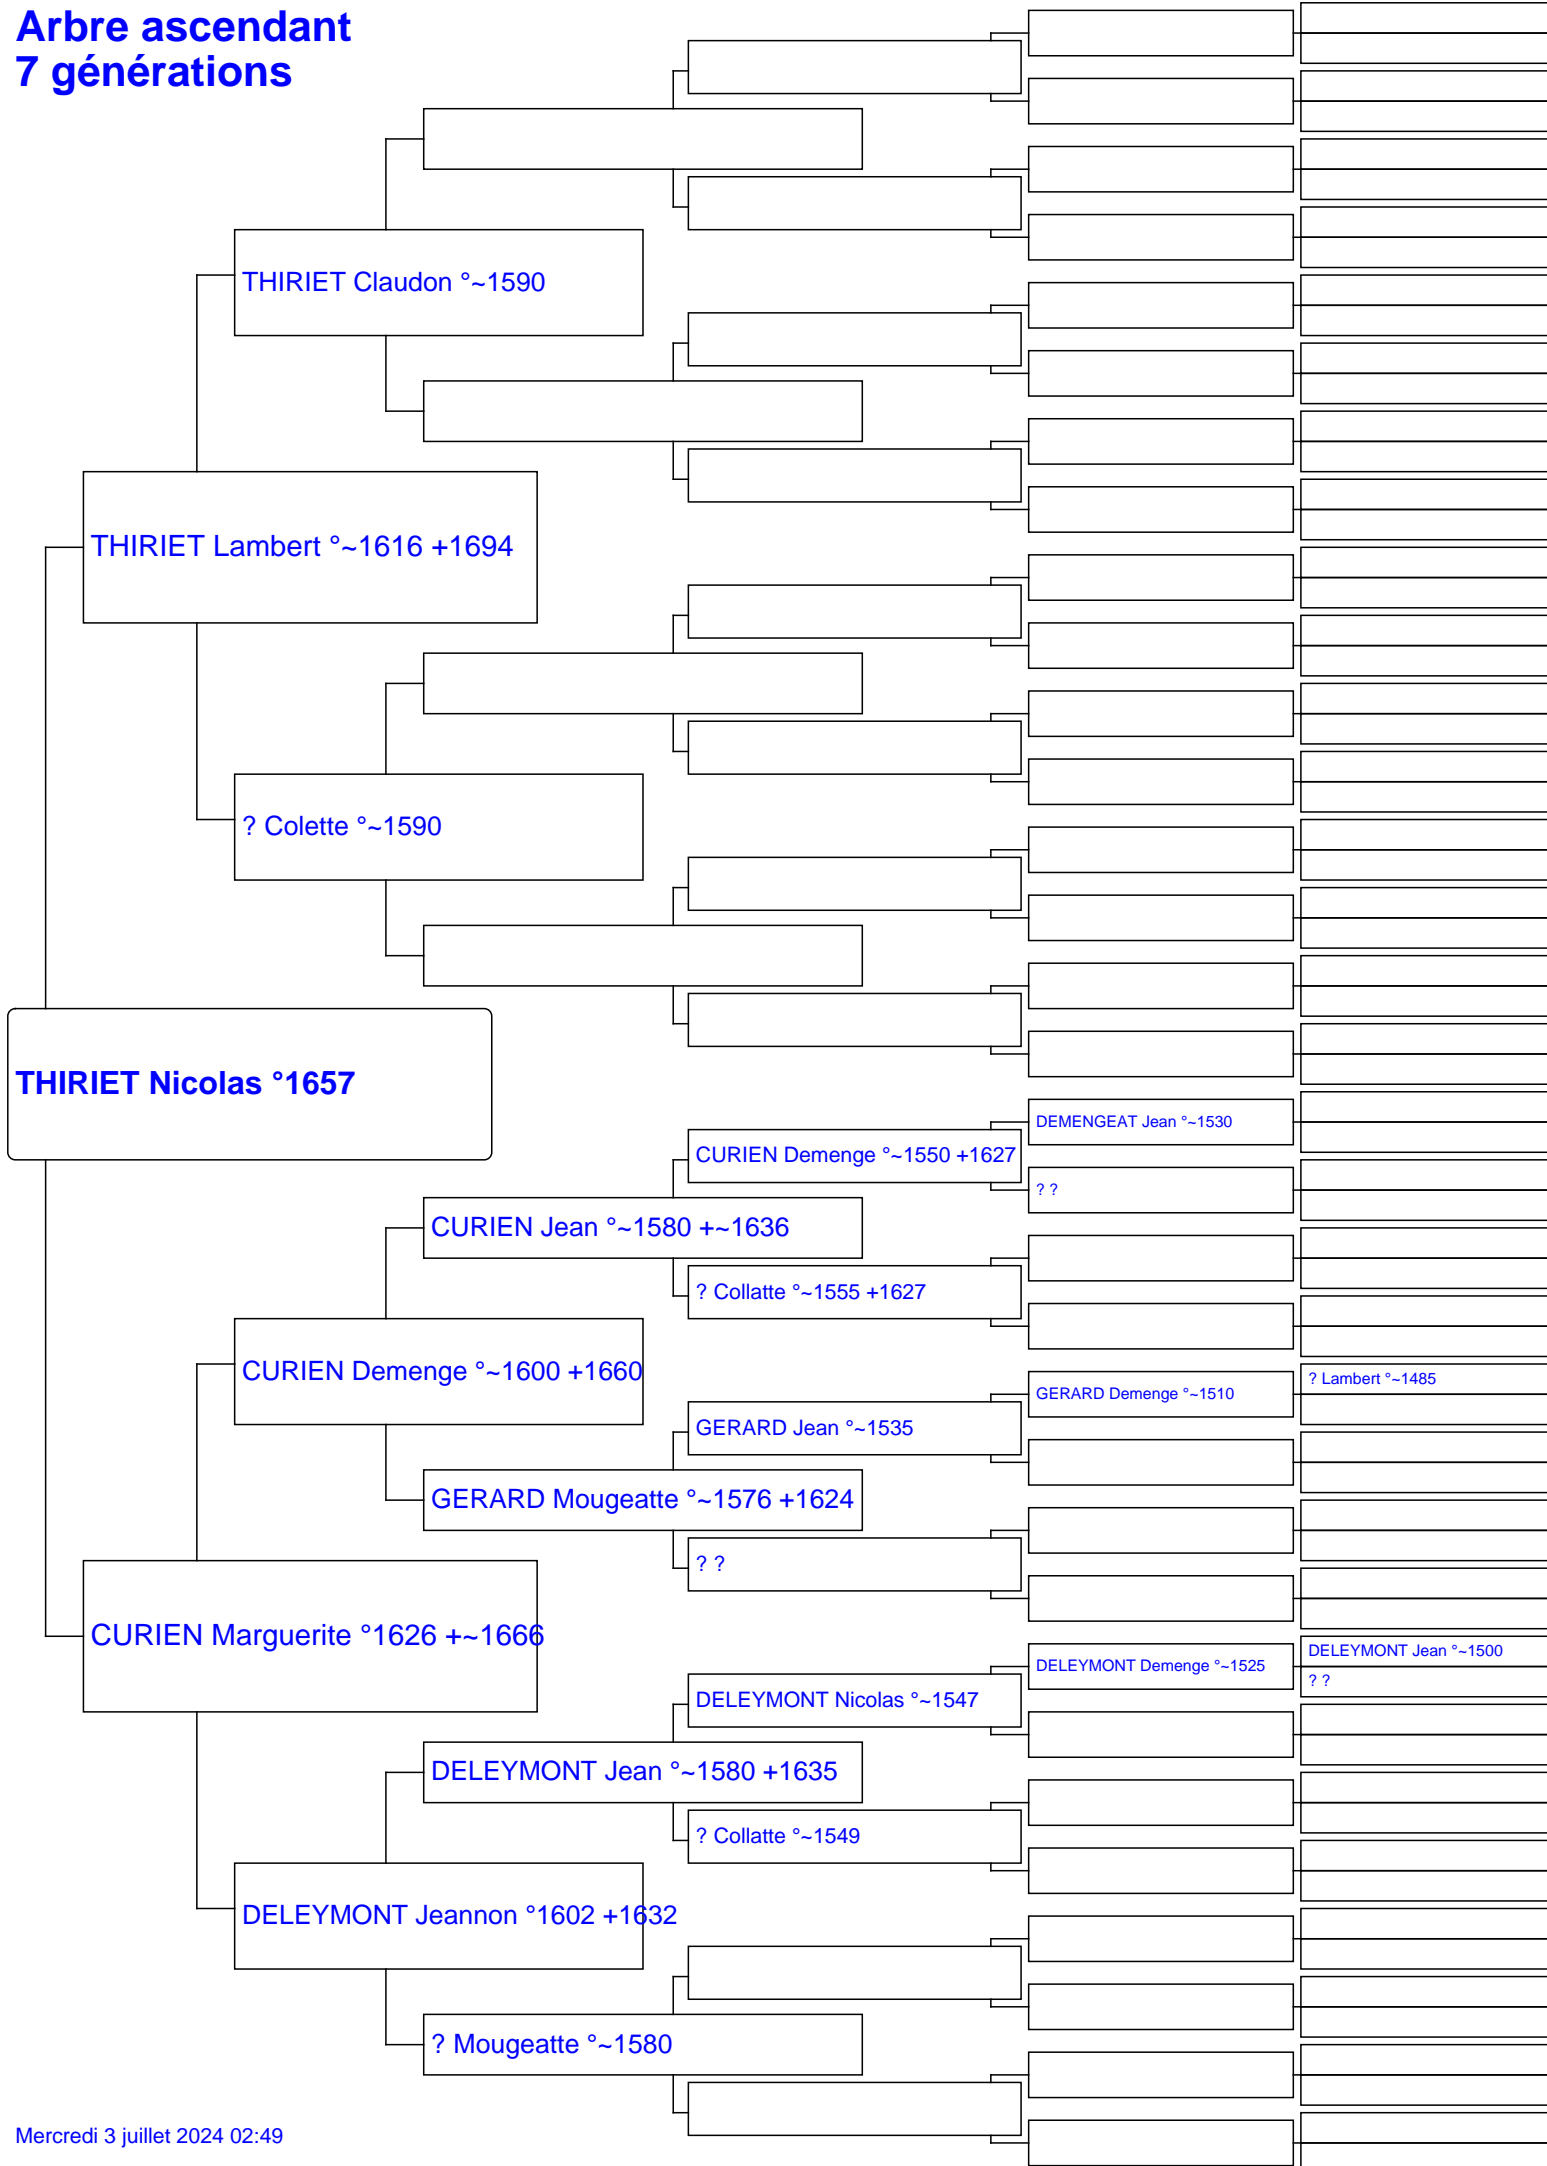 Arbre ascendant
7 générations
THIRIET Claudon °~1590
THIRIET Lambert °~1616 +1694
? Colette °~1590
THIRIET Nicolas °1657
DEMENGEAT Jean °~1530
CURIEN Demenge °~1550 +1627
? ?
CURIEN Jean °~1580 +~1636
? Collatte °~1555 +1627
CURIEN Demenge °~1600 +1660
? Lambert °~1485
GERARD Demenge °~1510
GERARD Jean °~1535
GERARD Mougeatte °~1576 +1624
? ?
CURIEN Marguerite °1626 +~1666
DELEYMONT Jean °~1500
DELEYMONT Demenge °~1525
? ?
DELEYMONT Nicolas °~1547
DELEYMONT Jean °~1580 +1635
? Collatte °~1549
DELEYMONT Jeannon °1602 +1632
? Mougeatte °~1580
Mercredi 3 juillet 2024 02:49